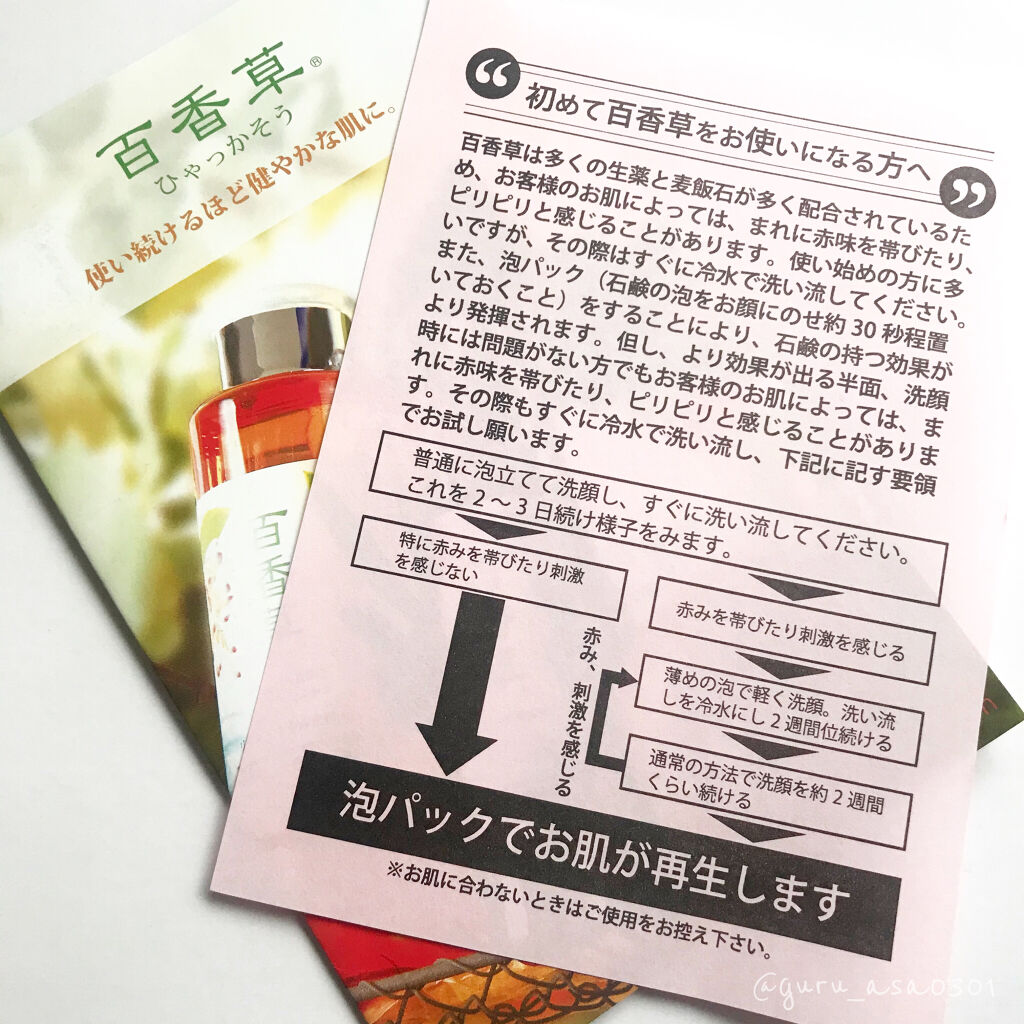 百香草®
ひゃっかそう
使い続けるほど健やかな肌に。
百香
“
初めて百香草をお使いになる方へ
”
百香草は多くの生薬と麦飯石が多く配合されているた
め、お客様のお肌によっては、まれに赤味を帯びたり、
ピリピリと感じることがあります。使い始めの方に多
いですが、その際はすぐに冷水で洗い流してください。
また、泡パック（石鹸の泡をお顔にのせ約30秒程置
いておくこと）をすることにより、石鹸の持つ効果が
より発揮されます。但し、より効果が出る半面、洗顔
時には問題がない方でもお客様のお肌によっては、ま
れに赤味を帯びたり、ピリピリと感じることがありま
す。その際もすぐに冷水で洗い流し、下記に記す要領
でお試し願います。
普通に泡立てて洗顔し、すぐに洗い流してください。
これを2～3日続け様子をみます。
特に赤みを帯びたり刺激
を感じない
赤みを帯びたり刺激を感じる
薄めの泡で軽く洗顔。洗い流
しを冷水にし2週間位続ける
通常の方法で洗顔を約2週間
くらい続ける
赤み、刺激を感じる
泡パックでお肌が再生します
※お肌に合わないときはご使用をお控え下さい。
@guru_asa0301